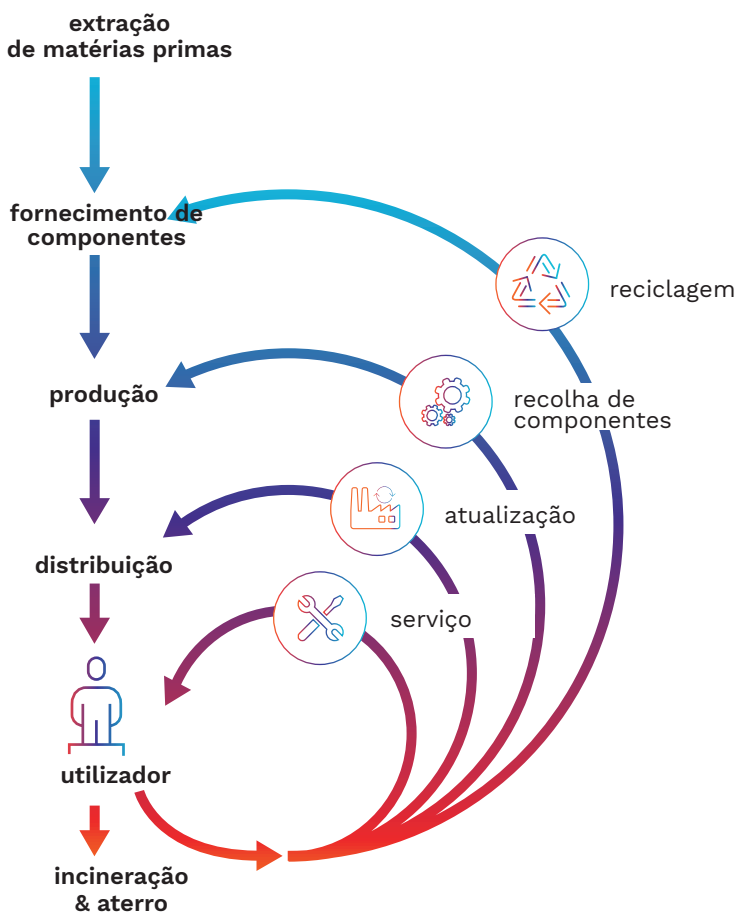 extração
de matérias primas
fornecimento de
componentes
reciclagem
produção
recolha de
componentes
atualização
distribuição
serviço
utilizador
incineração
& aterro